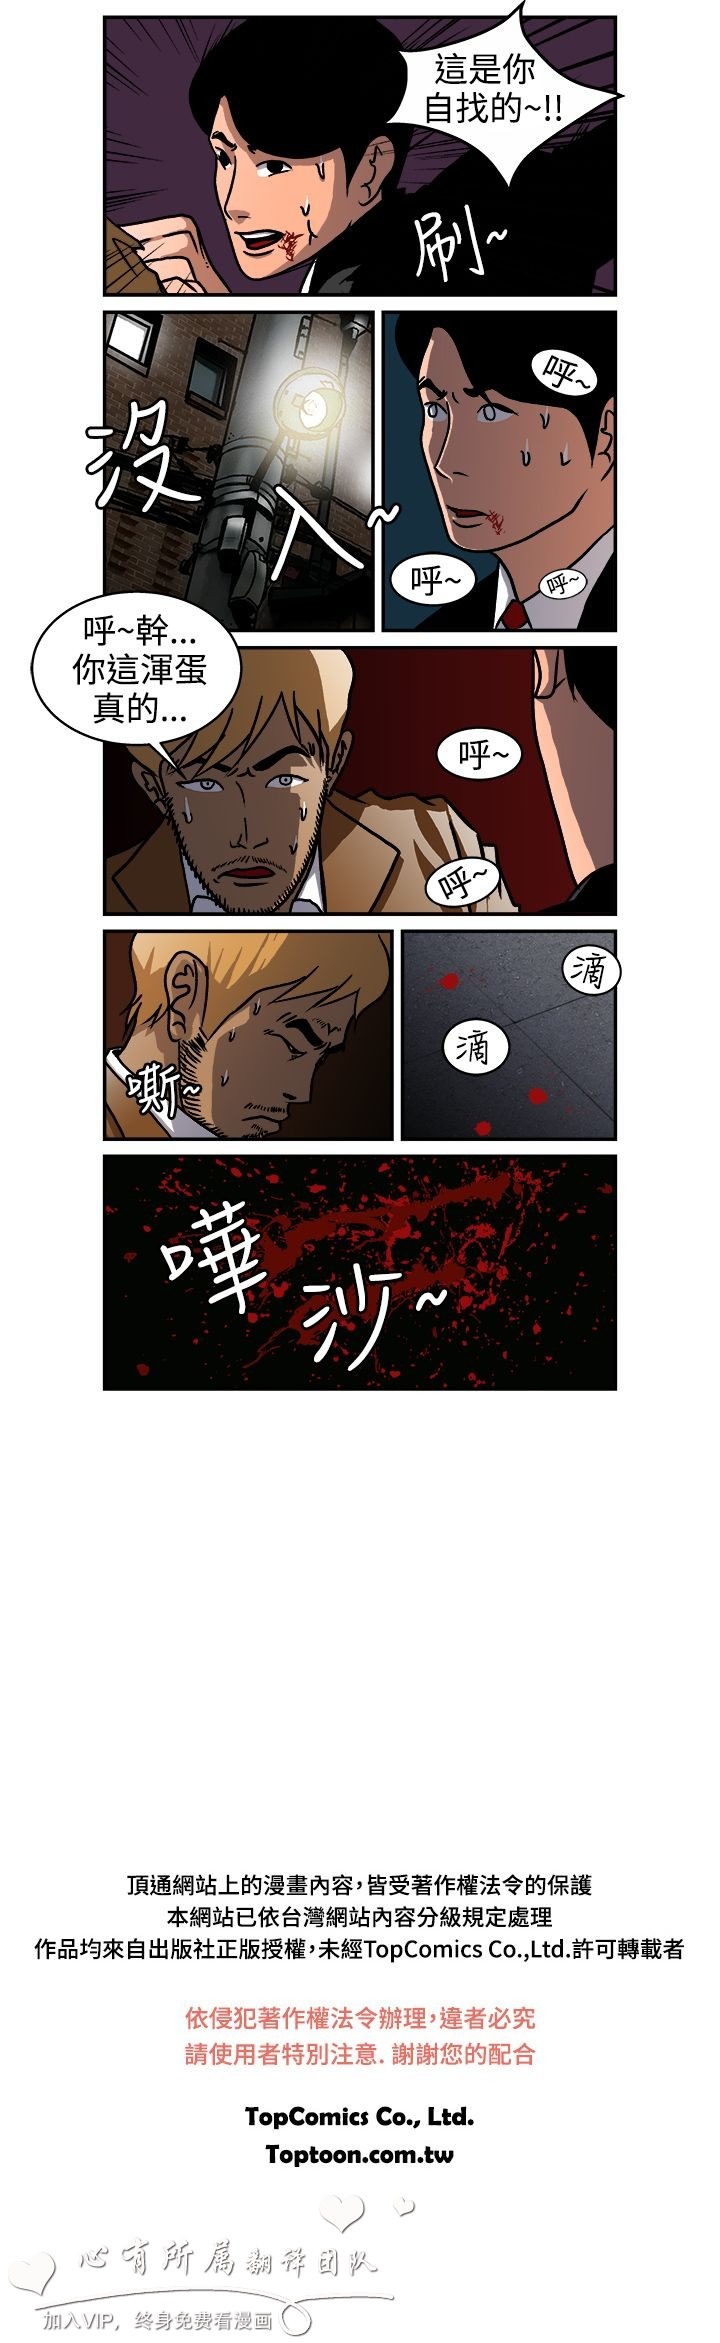 這是你
自找的~!!
刷~
沒入~
呼~
呼~
呼~
呼~幹...
你這渾蛋
真的...
呼~
呼~
嘶~
滴
滴
嘩沙~
頂通網站上的漫畫內容，皆受著作權法令的保護
本網站已依台灣網站內容分級規定處理
作品均來自出版社正版授權，未經TopComics Co.,Ltd.許可轉載者
依侵犯著作權法令辦理，違者必究
請使用者特別注意. 謝謝您的配合
TopComics Co., Ltd.
Toptoon.com.tw
心有所属翻译团队
加入VIP，终身免费看漫画